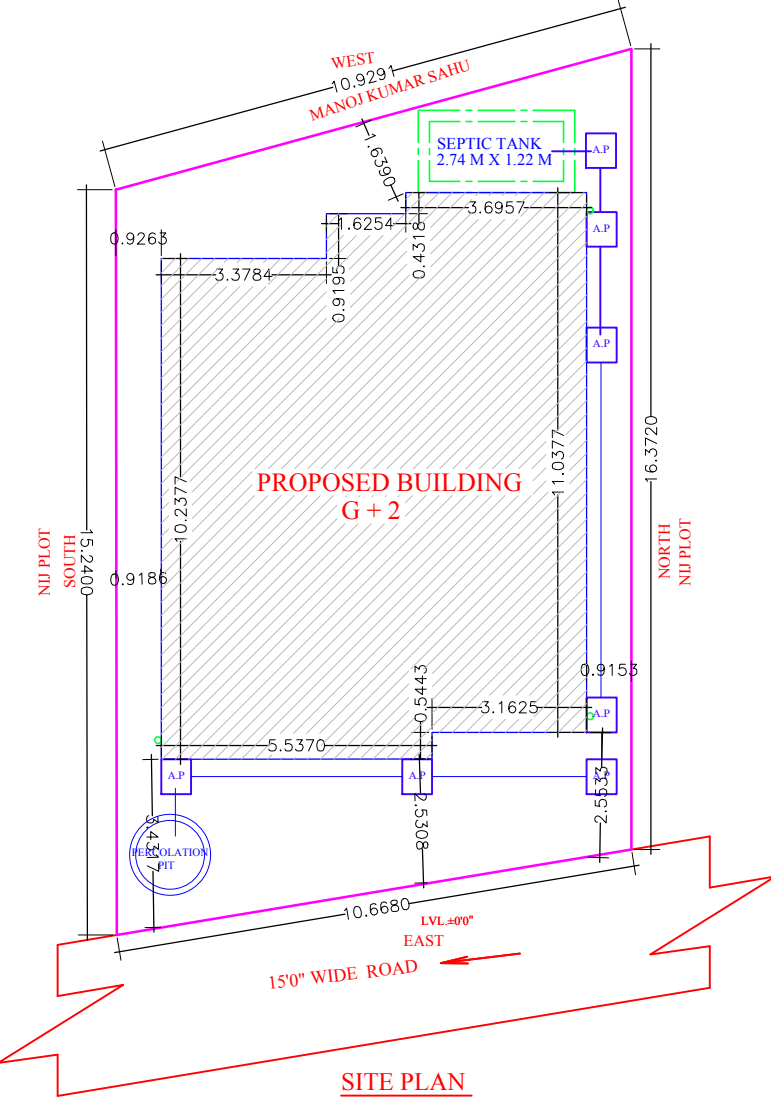 WEST
10.9291
MANOJ KUMAR SAHU
1.6390
SEPTIC TANK
2.74 M X 1.22 M
A.P
3.6957
A.P
1.6254
0.4318
0.9263
3.3784
0.9195
A.P
16.3720
11.0377
PROPOSED BUILDING
G + 2
10.2377
NIJ PLOT
SOUTH
15.2400
NORTH
NIJ PLOT
0.9186
0.9153
0.5443
3.1625
A.P
5.5370
A.P
A.P
A.P
2.5533
2.5308
3.4317
PERCOLATION
PIT
10.6680
LVL.±0'0"
EAST
15'0" WIDE ROAD
SITE PLAN